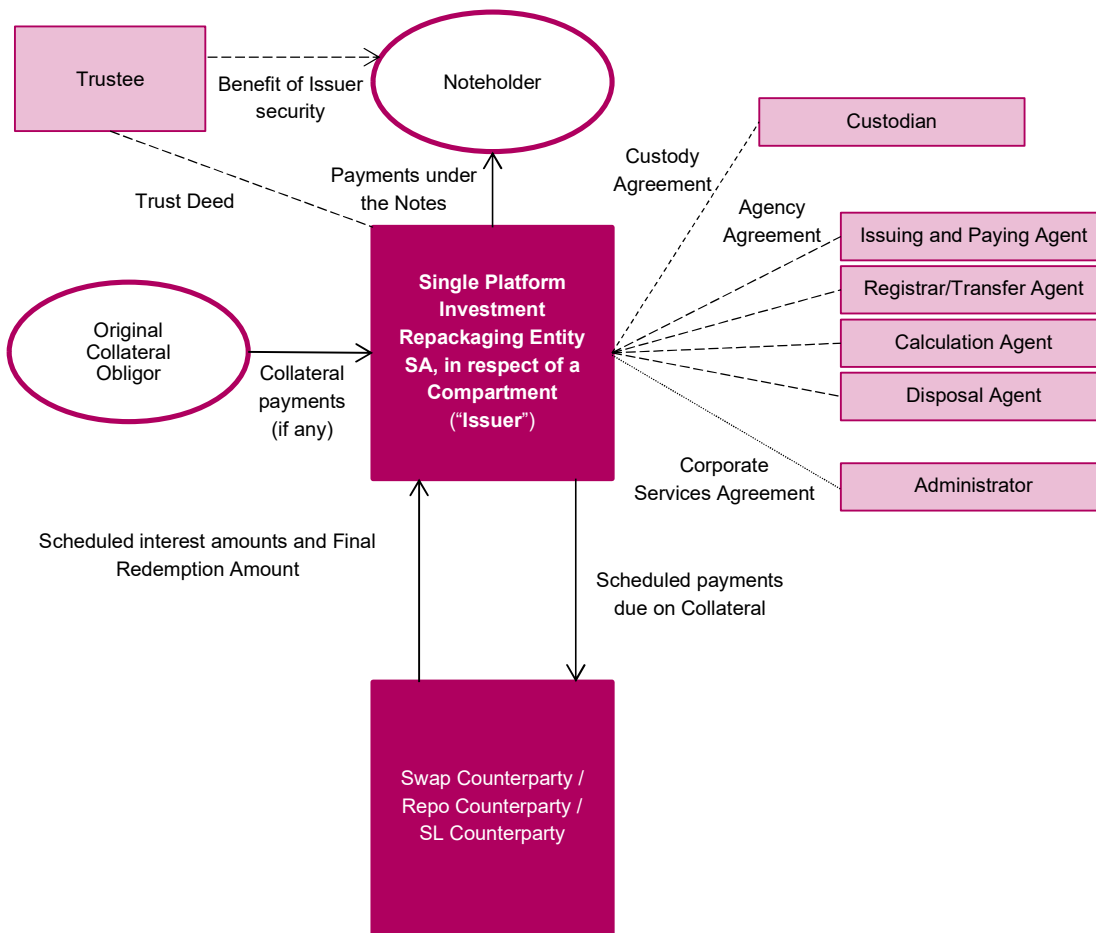 Trustee
Benefit of Issuer
security
Noteholder
Custodian
Custody
Agreement
Trust Deed
Payments under
the Notes
Agency
Agreement
Issuing and Paying Agent
Registrar/Transfer Agent
Calculation Agent
Disposal Agent
Single Platform
Investment
Repackaging Entity
SA, in respect of a
Compartment
(“Issuer”)
Original
Collateral
Obligor
Collateral
payments
(if any)
Corporate
Services Agreement
Administrator
Scheduled interest amounts and Final
Redemption Amount
Scheduled payments
due on Collateral
Swap Counterparty /
Repo Counterparty /
SL Counterparty